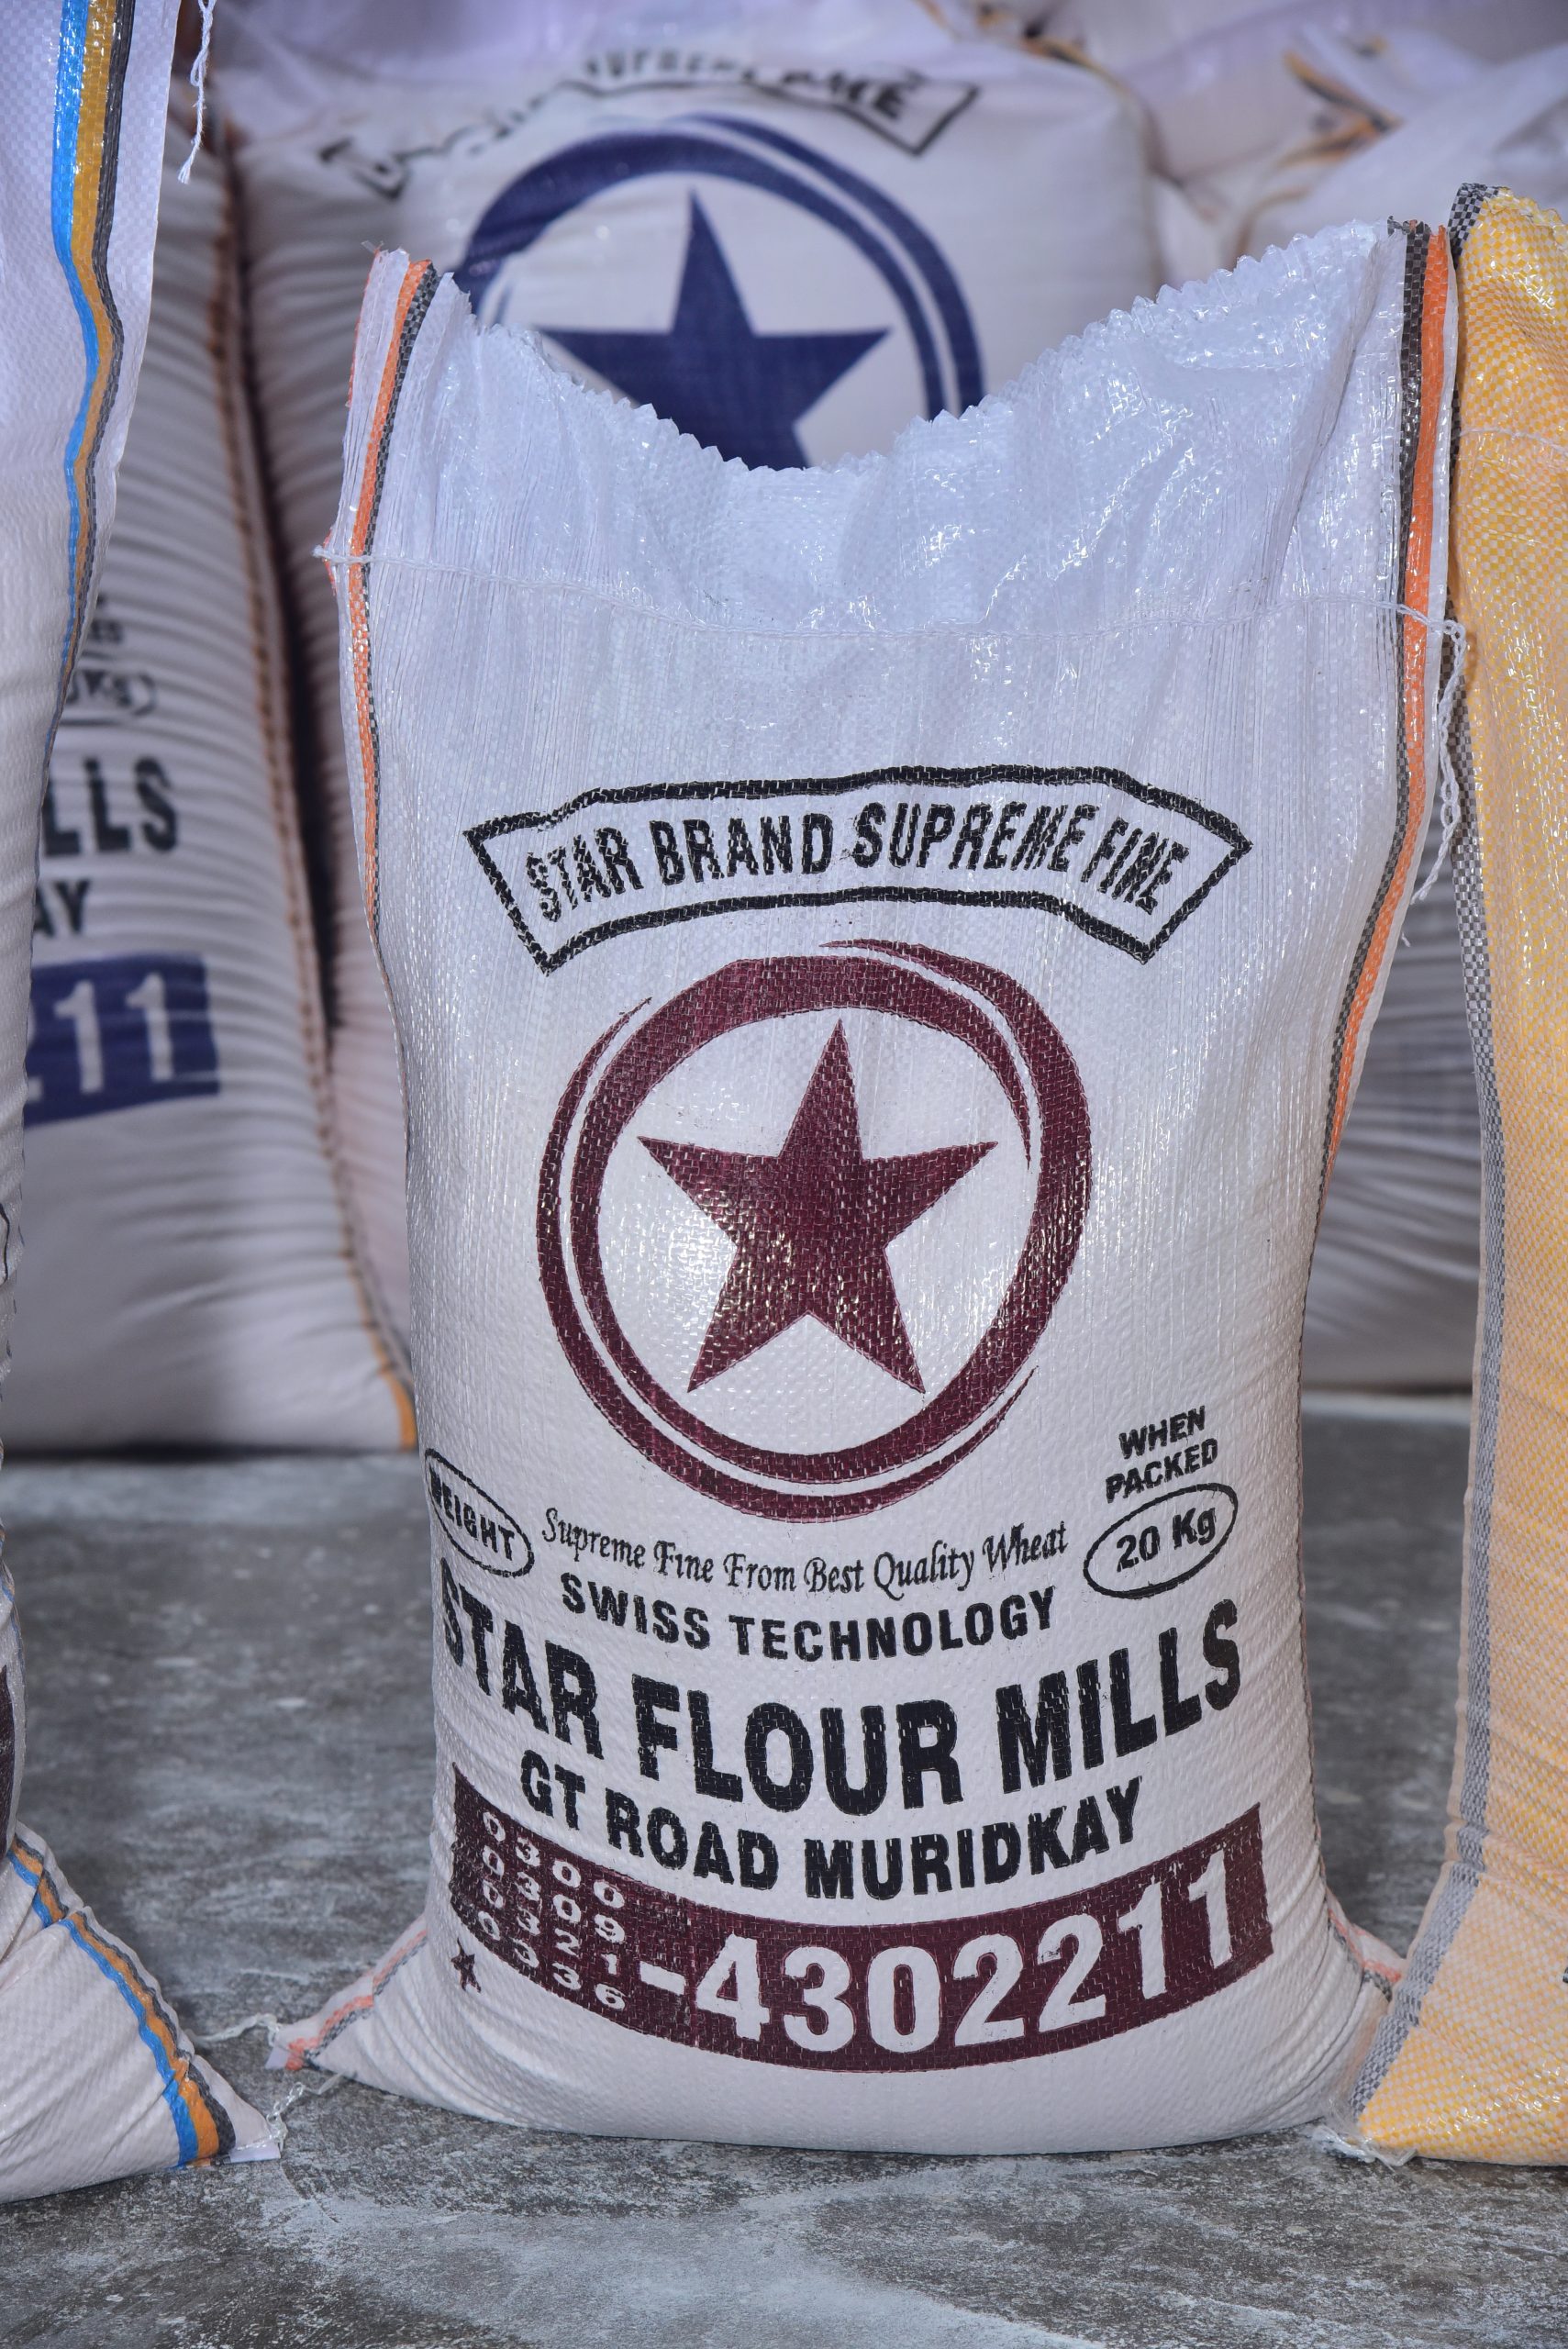 STAR BRAND SUPREME FINE
WHEN
PACKED
WEIGHT
20 Kg
Supreme Fine From Best Quality Wheat
SWISS TECHNOLOGY
STAR FLOUR MILLS
GT ROAD MURIDKAY
0300
0309
0321
0336
-4302211
LLS
AY
211